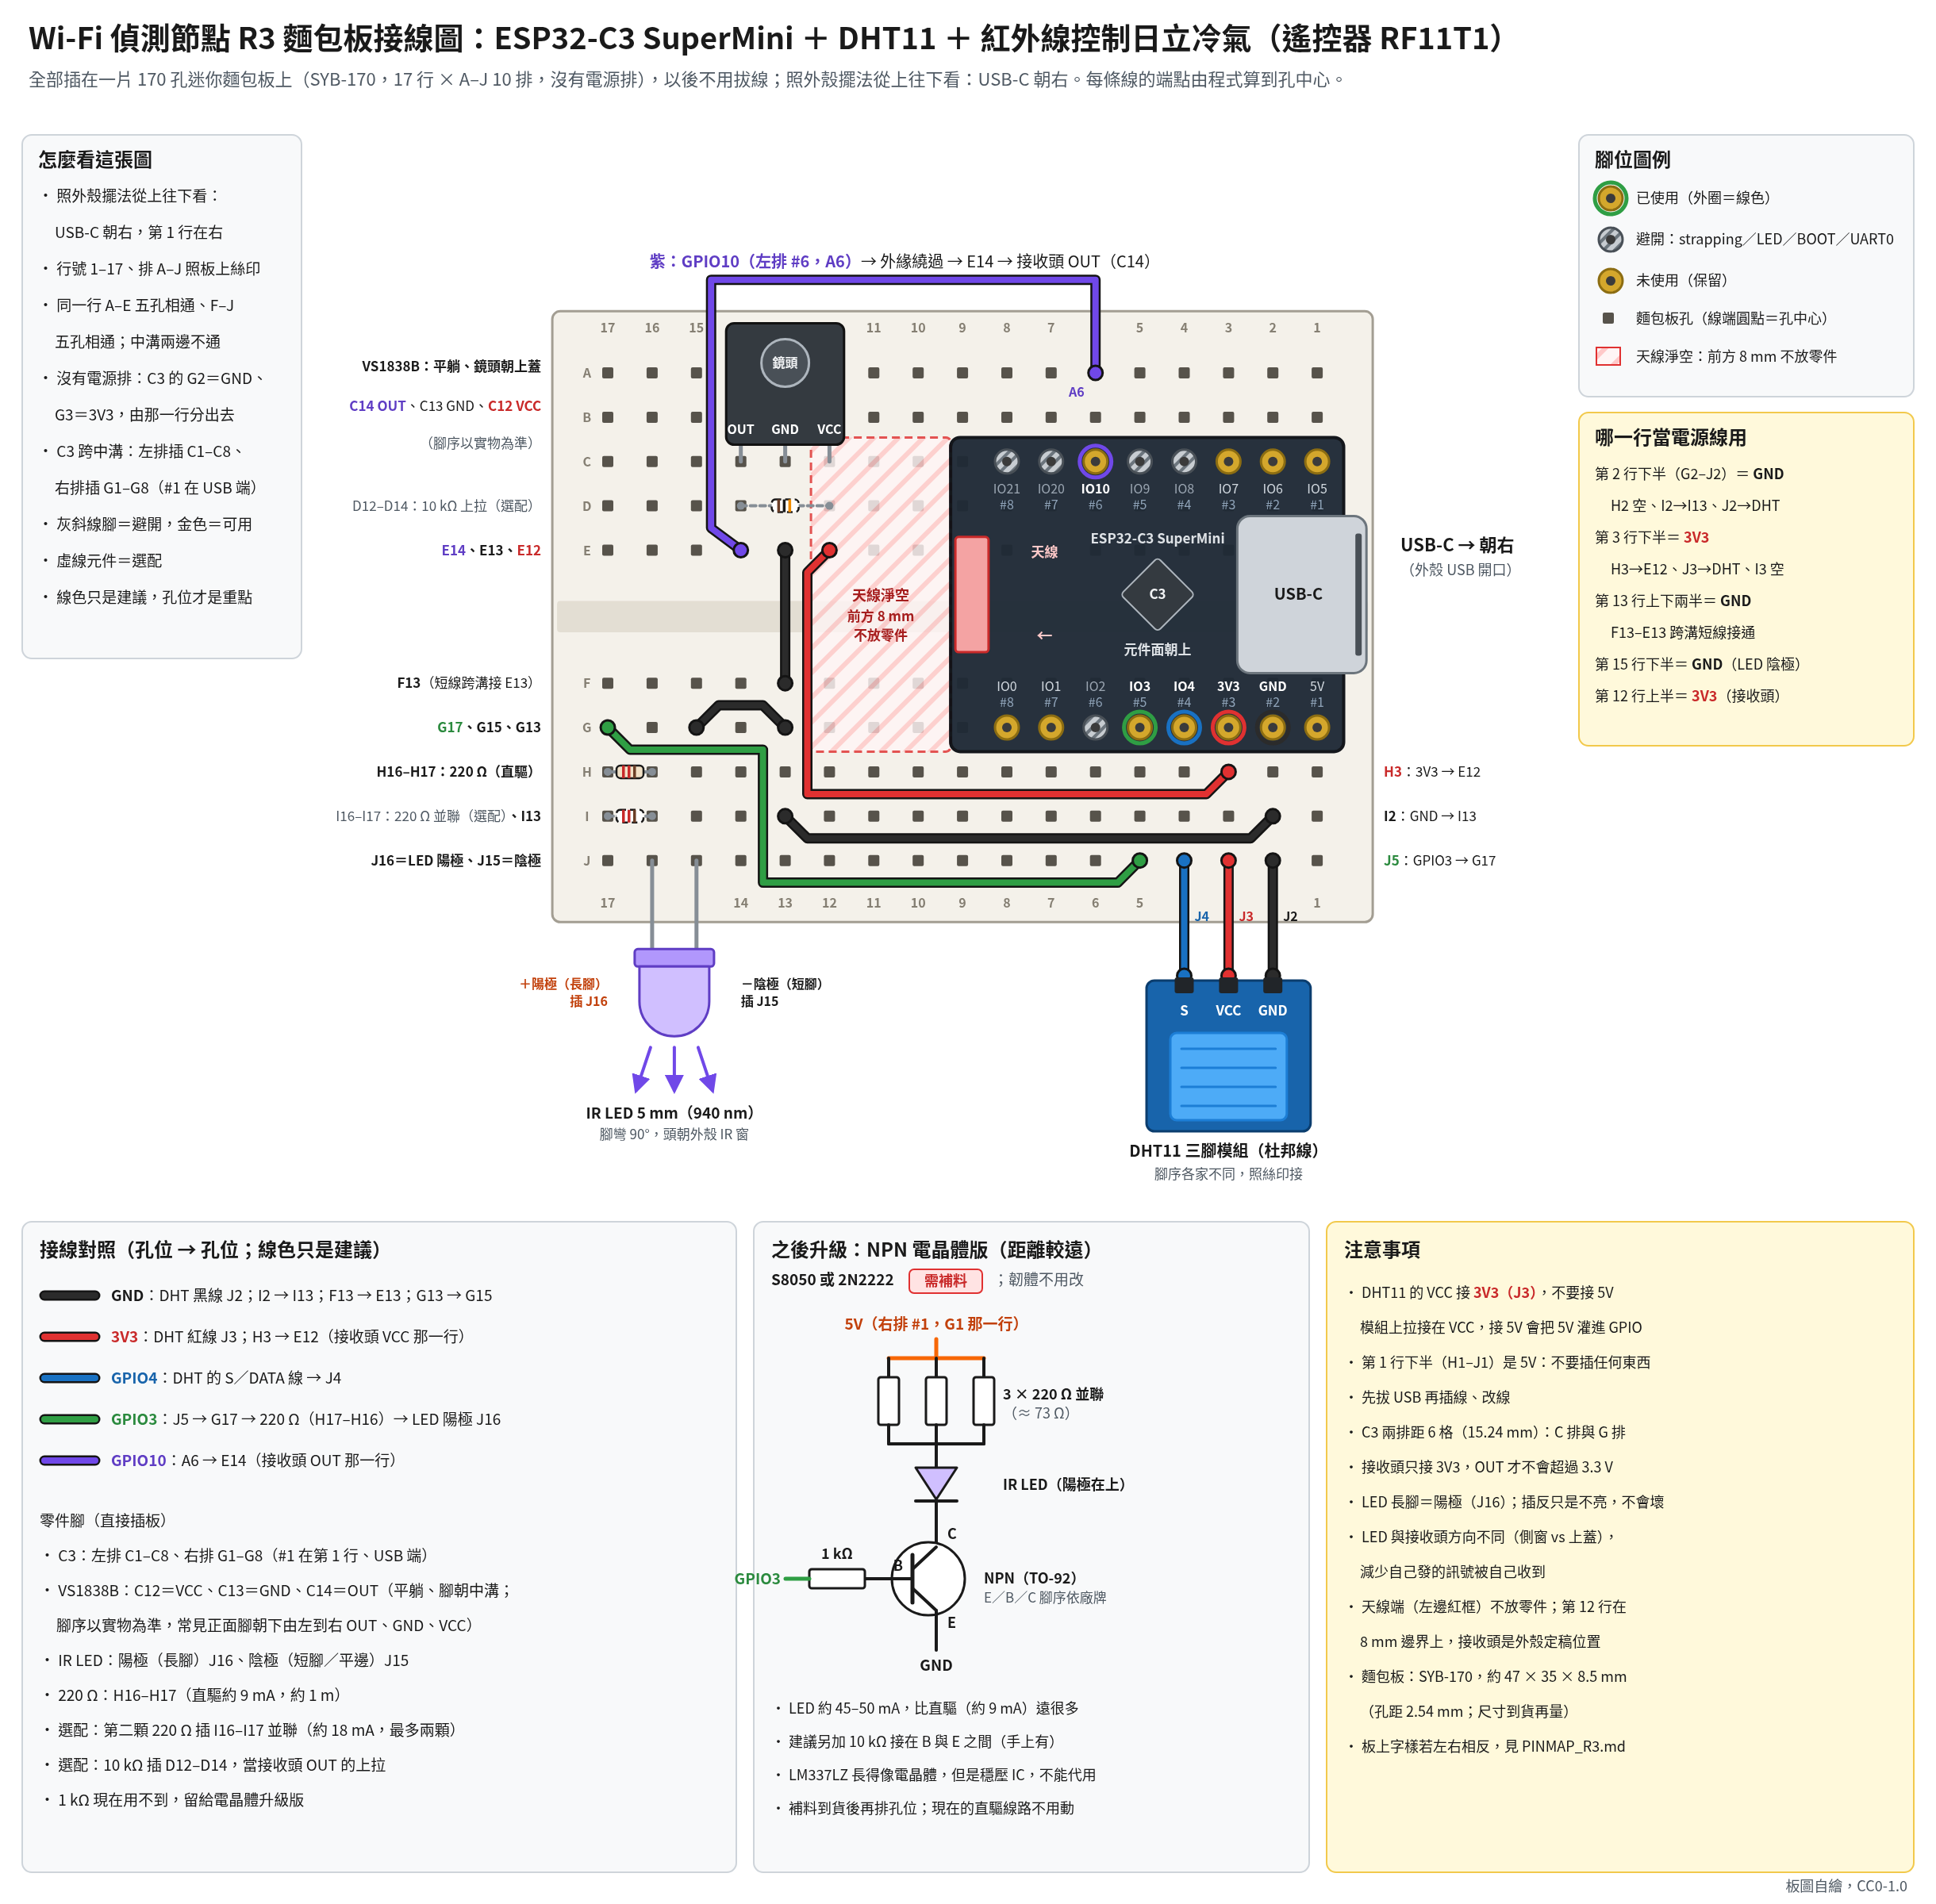 Wi-Fi 偵測節點 R3 麵包板接線圖：ESP32-C3 SuperMini ＋ DHT11 ＋ 紅外線控制日立冷氣（遙控器 RF11T1）
全部插在一片 170 孔迷你麵包板上（SYB-170，17 行 × A–J 10 排，沒有電源排），以後不用拔線；照外殼擺法從上往下看：USB-C 朝右。每條線的端點由程式算到孔中心。
怎麼看這張圖
・ 照外殼擺法從上往下看：
USB-C 朝右，第 1 行在右
・ 行號 1–17、排 A–J 照板上絲印
・ 同一行 A–E 五孔相通、F–J
五孔相通；中溝兩邊不通
・ 沒有電源排：C3 的 G2＝GND、
G3＝3V3，由那一行分出去
・ C3 跨中溝：左排插 C1–C8、
右排插 G1–G8（#1 在 USB 端）
・ 灰斜線腳＝避開，金色＝可用
・ 虛線元件＝選配
・ 線色只是建議，孔位才是重點
紫：GPIO10（左排 #6，A6）→ 外緣繞過 → E14 → 接收頭 OUT（C14）
17 16 15 11 10 9 8 7 5 4 3 2 1
VS1838B：平躺、鏡頭朝上蓋
C14 OUT、C13 GND、C12 VCC
（腳序以實物為準）
D12–D14：10 kΩ 上拉（選配）
E14、E13、E12
F13（短線跨溝接 E13）
G17、G15、G13
H16–H17：220 Ω（直驅）
I16–I17：220 Ω 並聯（選配）、I13
J16＝LED 陽極、J15＝陰極
A
B
C
D
E
F
G
H
I
J
鏡頭
OUT GND VCC
A6
IO21 IO20 IO10 IO9 IO8 IO7 IO6 IO5
#8 #7 #6 #5 #4 #3 #2 #1
ESP32-C3 SuperMini
天線
←
C3
元件面朝上
USB-C
天線淨空
前方 8 mm
不放零件
IO0 IO1 IO2 IO3 IO4 3V3 GND 5V
#8 #7 #6 #5 #4 #3 #2 #1
USB-C → 朝右
（外殼 USB 開口）
H3：3V3 → E12
I2：GND → I13
J5：GPIO3 → G17
17 14 13 12 11 10 9 8 7 6 5 1
J4 J3 J2
＋陽極（長腳）
插 J16
－陰極（短腳）
插 J15
IR LED 5 mm（940 nm）
腳彎 90°，頭朝外殼 IR 窗
S VCC GND
DHT11 三腳模組（杜邦線）
腳序各家不同，照絲印接
腳位圖例
已使用（外圈＝線色）
避開：strapping／LED／BOOT／UART0
未使用（保留）
麵包板孔（線端圓點＝孔中心）
天線淨空：前方 8 mm 不放零件
哪一行當電源線用
第 2 行下半（G2–J2）＝ GND
H2 空、I2→I13、J2→DHT
第 3 行下半＝ 3V3
H3→E12、J3→DHT、I3 空
第 13 行上下兩半＝ GND
F13–E13 跨溝短線接通
第 15 行下半＝ GND（LED 陰極）
第 12 行上半＝ 3V3（接收頭）
接線對照（孔位 → 孔位；線色只是建議）
GND：DHT 黑線 J2；I2 → I13；F13 → E13；G13 → G15
3V3：DHT 紅線 J3；H3 → E12（接收頭 VCC 那一行）
GPIO4：DHT 的 S／DATA 線 → J4
GPIO3：J5 → G17 → 220 Ω（H17–H16）→ LED 陽極 J16
GPIO10：A6 → E14（接收頭 OUT 那一行）
零件腳（直接插板）
・ C3：左排 C1–C8、右排 G1–G8（#1 在第 1 行、USB 端）
・ VS1838B：C12＝VCC、C13＝GND、C14＝OUT（平躺、腳朝中溝；
腳序以實物為準，常見正面腳朝下由左到右 OUT、GND、VCC）
・ IR LED：陽極（長腳）J16、陰極（短腳／平邊）J15
・ 220 Ω：H16–H17（直驅約 9 mA，約 1 m）
・ 選配：第二顆 220 Ω 插 I16–I17 並聯（約 18 mA，最多兩顆）
・ 選配：10 kΩ 插 D12–D14，當接收頭 OUT 的上拉
・ 1 kΩ 現在用不到，留給電晶體升級版
之後升級：NPN 電晶體版（距離較遠）
S8050 或 2N2222 需補料 ；韌體不用改
5V（右排 #1，G1 那一行）
3 × 220 Ω 並聯
（≈ 73 Ω）
IR LED（陽極在上）
C
1 kΩ
B
GPIO3
NPN（TO-92）
E／B／C 腳序依廠牌
E
GND
・ LED 約 45–50 mA，比直驅（約 9 mA）遠很多
・ 建議另加 10 kΩ 接在 B 與 E 之間（手上有）
・ LM337LZ 長得像電晶體，但是穩壓 IC，不能代用
・ 補料到貨後再排孔位；現在的直驅線路不用動
注意事項
・ DHT11 的 VCC 接 3V3（J3），不要接 5V
模組上拉接在 VCC，接 5V 會把 5V 灌進 GPIO
・ 第 1 行下半（H1–J1）是 5V：不要插任何東西
・ 先拔 USB 再插線、改線
・ C3 兩排距 6 格（15.24 mm）：C 排與 G 排
・ 接收頭只接 3V3，OUT 才不會超過 3.3 V
・ LED 長腳＝陽極（J16）；插反只是不亮，不會壞
・ LED 與接收頭方向不同（側窗 vs 上蓋），
減少自己發的訊號被自己收到
・ 天線端（左邊紅框）不放零件；第 12 行在
8 mm 邊界上，接收頭是外殼定稿位置
・ 麵包板：SYB-170，約 47 × 35 × 8.5 mm
（孔距 2.54 mm；尺寸到貨再量）
・ 板上字樣若左右相反，見 PINMAP_R3.md
板圖自繪，CC0-1.0